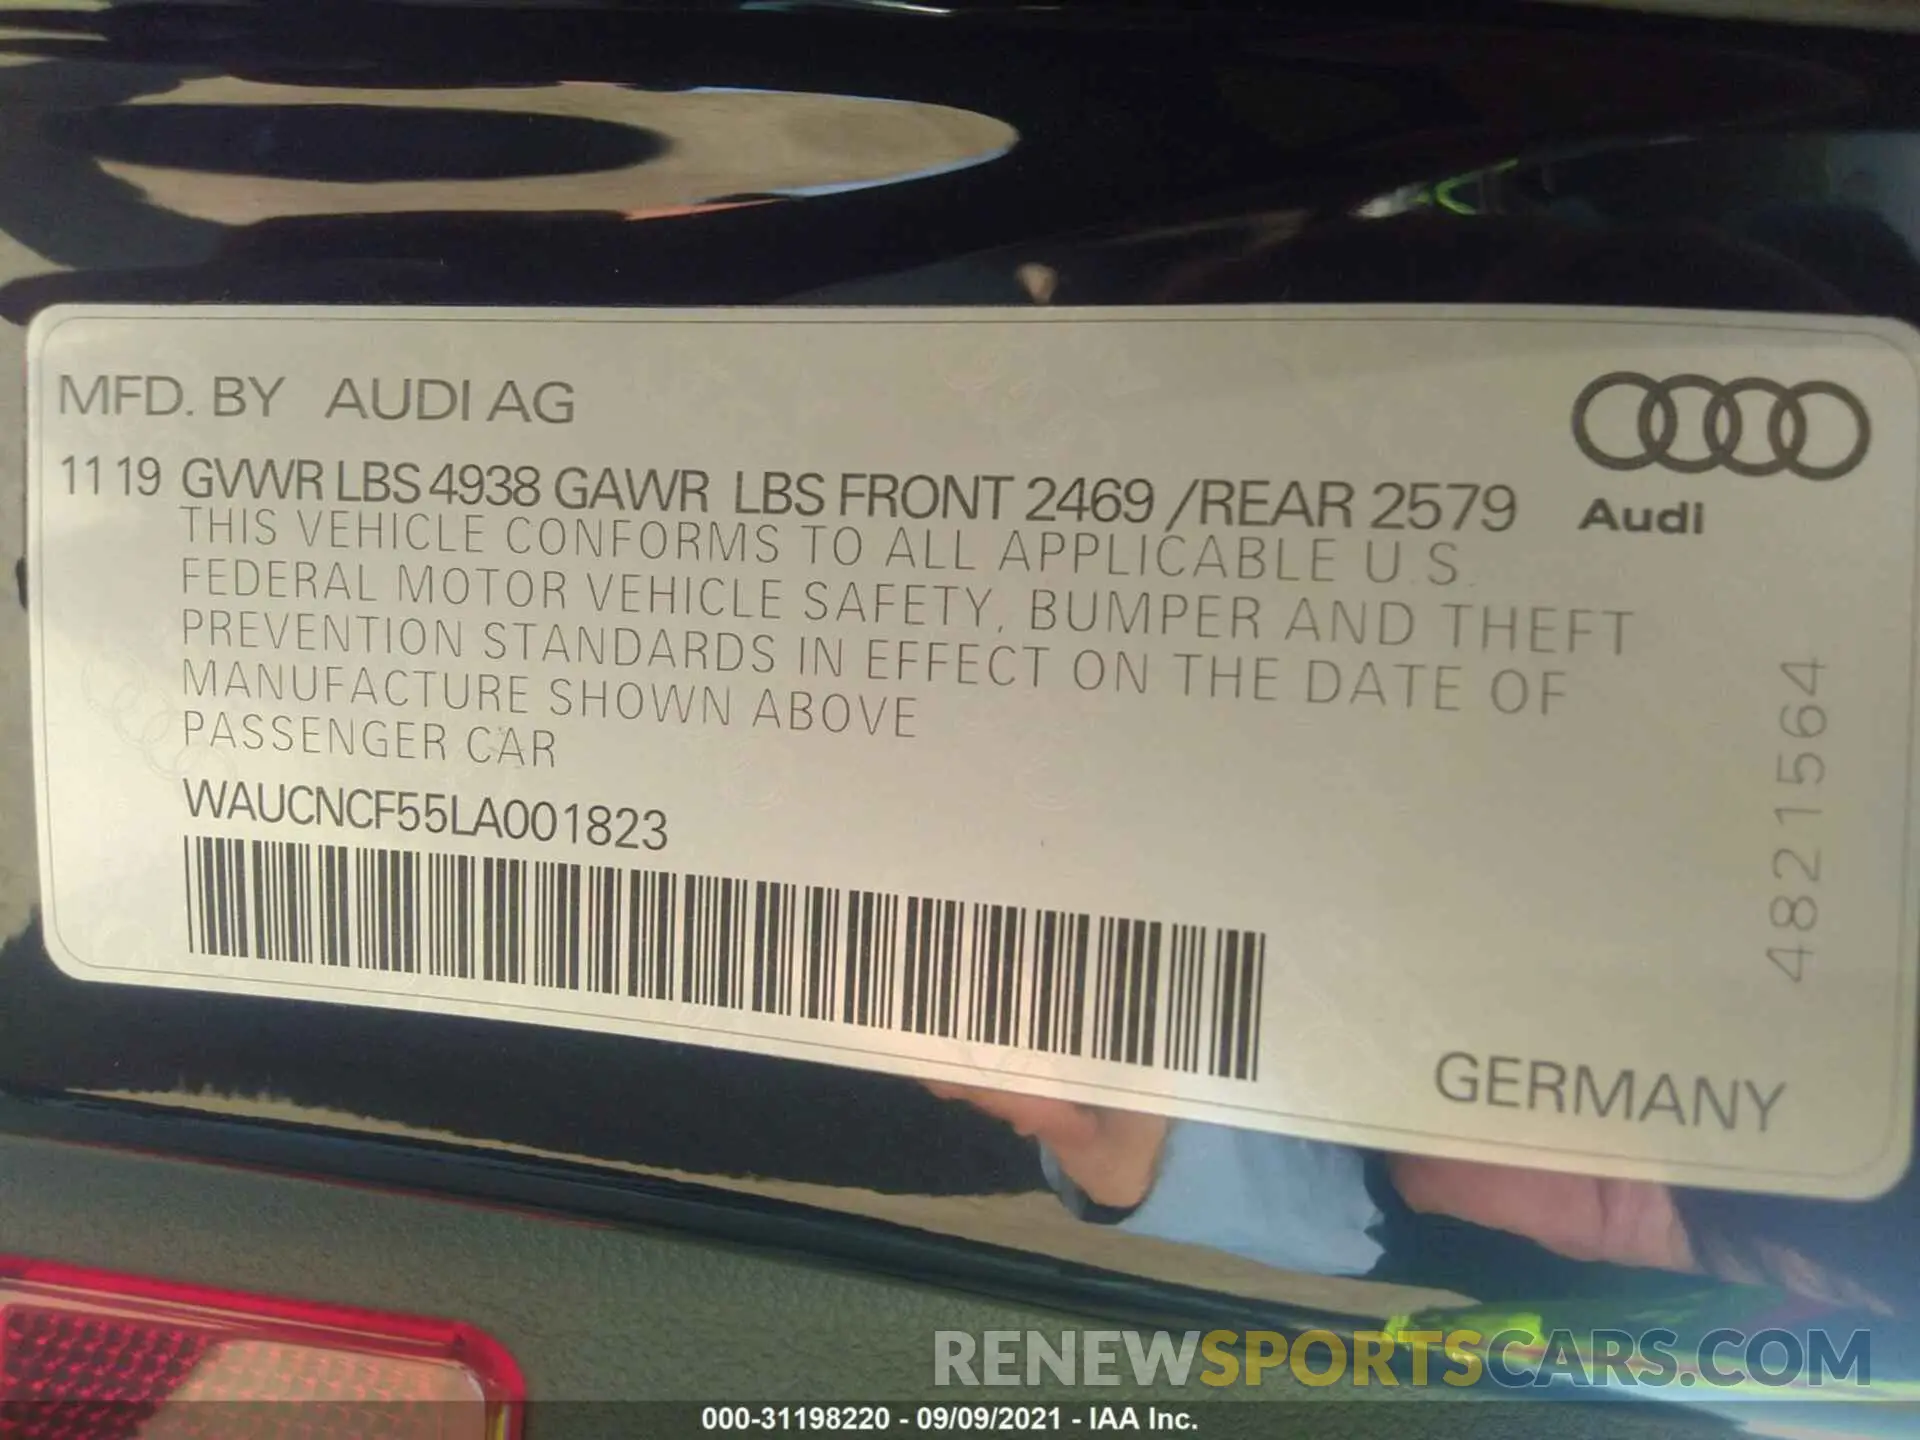 MFD. BY AUDI AG
11 19 GVWR LBS 4938 GAWR LBS FRONT 2469 /REAR 2579
Audi
THIS VEHICLE CONFORMS TO ALL APPLICABLE U.S.
FEDERAL MOTOR VEHICLE SAFETY, BUMPER AND THEFT
PREVENTION STANDARDS IN EFFECT ON THE DATE OF
MANUFACTURE SHOWN ABOVE
PASSENGER CAR
WAUCNCF55LA001823
4821564
GERMANY
RENEWSPORTSCARS.COM
000-31198220 - 09/09/2021 - IAA Inc.